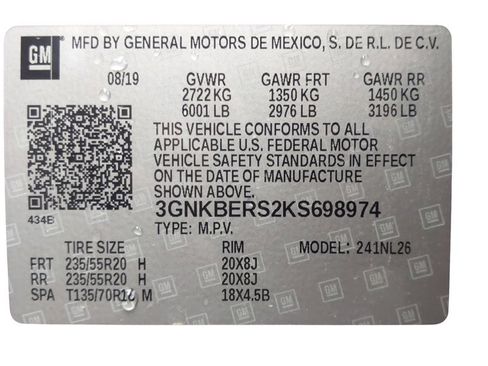 GM MFD BY GENERAL MOTORS DE MEXICO, S. DE R.L. DE C.V.
08/19 GVWR GAWR FRT GAWR RR
2722 KG 1350 KG 1450 KG
6001 LB 2976 LB 3196 LB
THIS VEHICLE CONFORMS TO ALL
APPLICABLE U.S. FEDERAL MOTOR
VEHICLE SAFETY STANDARDS IN EFFECT
ON THE DATE OF MANUFACTURE
SHOWN ABOVE.
434B 3GNKBERS2KS698974
TYPE: M.P.V.
TIRE SIZE RIM MODEL: 241NL26
FRT 235/55R20 H 20X8J
RR 235/55R20 H 20X8J
SPA T135/70R18 M 18X4.5B